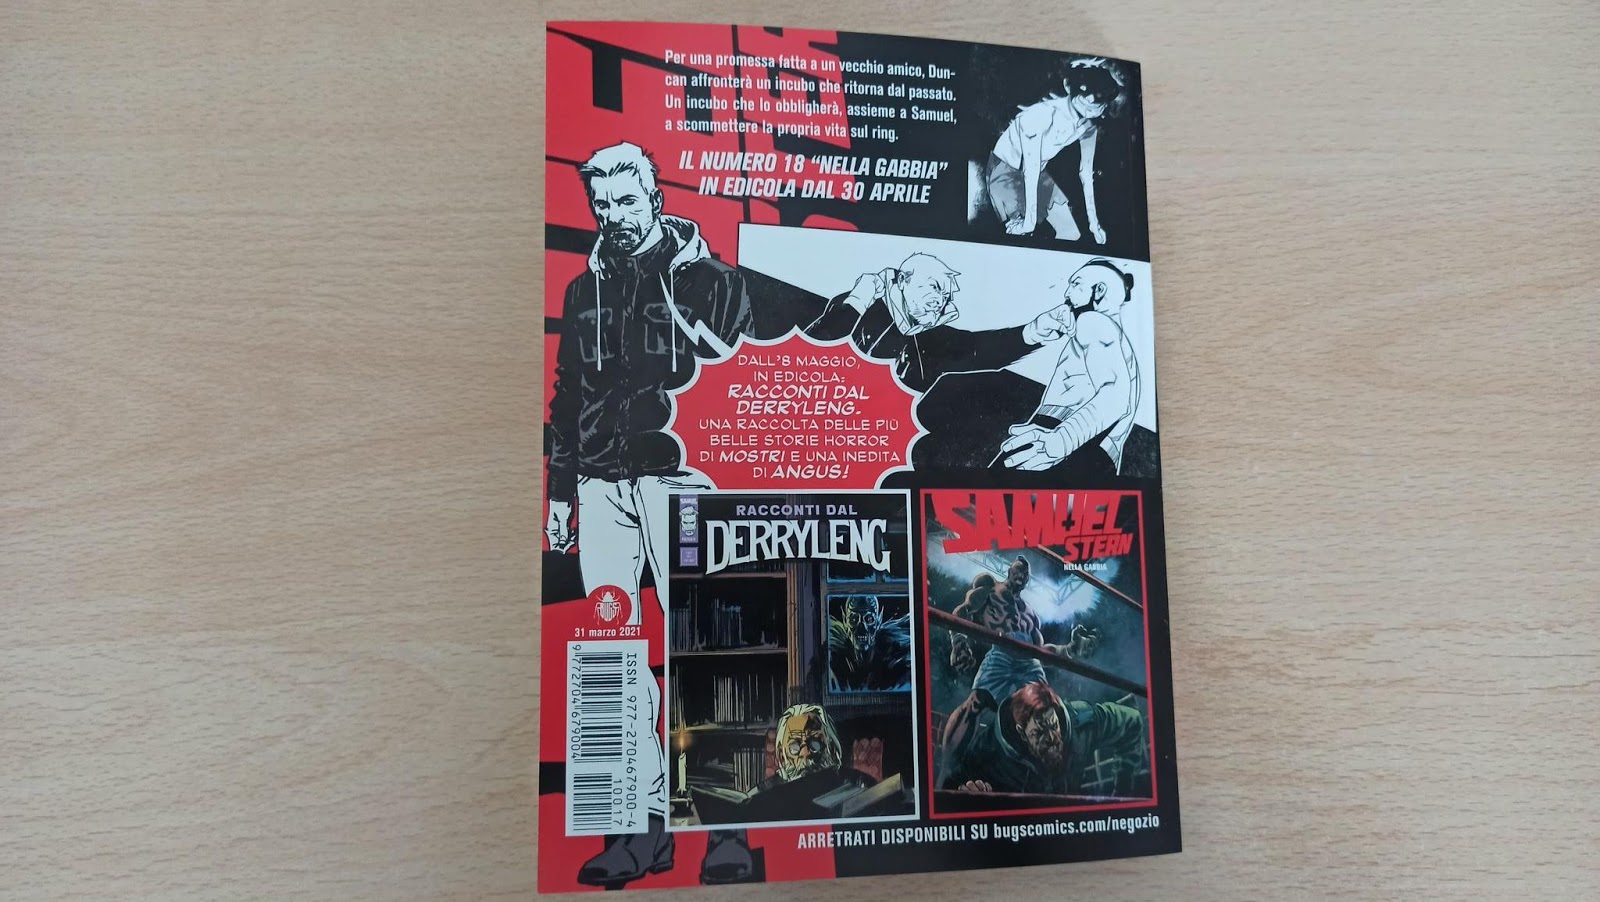 Per una promessa fatta a un vecchio amico, Dun-
can affronterà un incubo che ritorna dal passato.
Un incubo che lo obbligherà, assieme a Samuel,
a scommettere la propria vita sul ring.
IL NUMERO 18 “NELLA GABBIA”
IN EDICOLA DAL 30 APRILE
DALL'8 MAGGIO,
IN EDICOLA:
RACCONTI DAL
DERRYLENG.
UNA RACCOLTA DELLE PIÙ
BELLE STORIE HORROR
DI MOSTRI E UNA INEDITA
DI ANGUS!
RACCONTI DAL
DERRYLENG
SAMUEL
STERN
NELLA GABBIA
BUGS
31 marzo 2021
ISSN 977-270467900-4
10017
9 772704 679004
ARRETRATI DISPONIBILI SU bugscomics.com/negozio